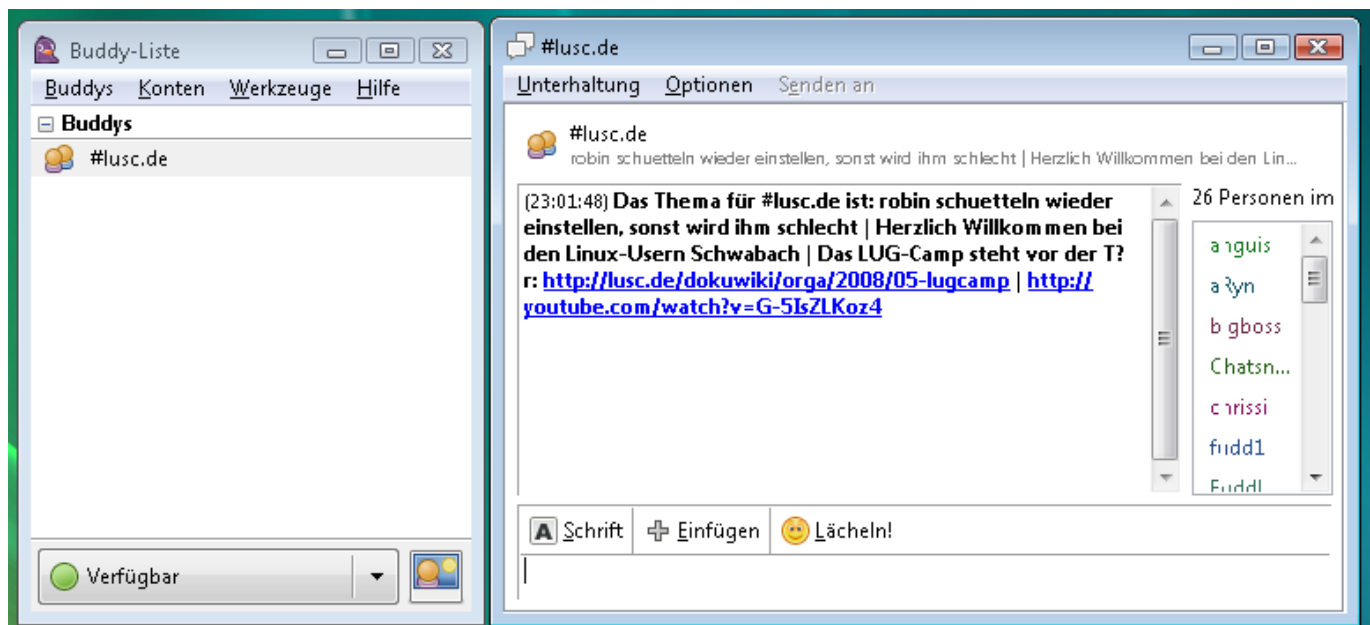 Buddy-Liste
Buddys Konten Werkzeuge Hilfe
Buddys
#lusc.de
Verfügbar
#lusc.de
Unterhaltung Optionen Senden an
#lusc.de
robin schuetteln wieder einstellen, sonst wird ihm schlecht | Herzlich Willkommen bei den Lin...
(23:01:48) Das Thema für #lusc.de ist: robin schuetteln wieder
einstellen, sonst wird ihm schlecht | Herzlich Willkommen bei
den Linux-Usern Schwabach | Das LUG-Camp steht vor der T?
r: http://lusc.de/dokuwiki/orga/2008/05-lugcamp | http://
youtube.com/watch?v=G-5IsZLKoz4
26 Personen im
anguis
aRyn
bigboss
Chatsn...
chrissi
fudd1
A Schrift Einfügen Lächeln!